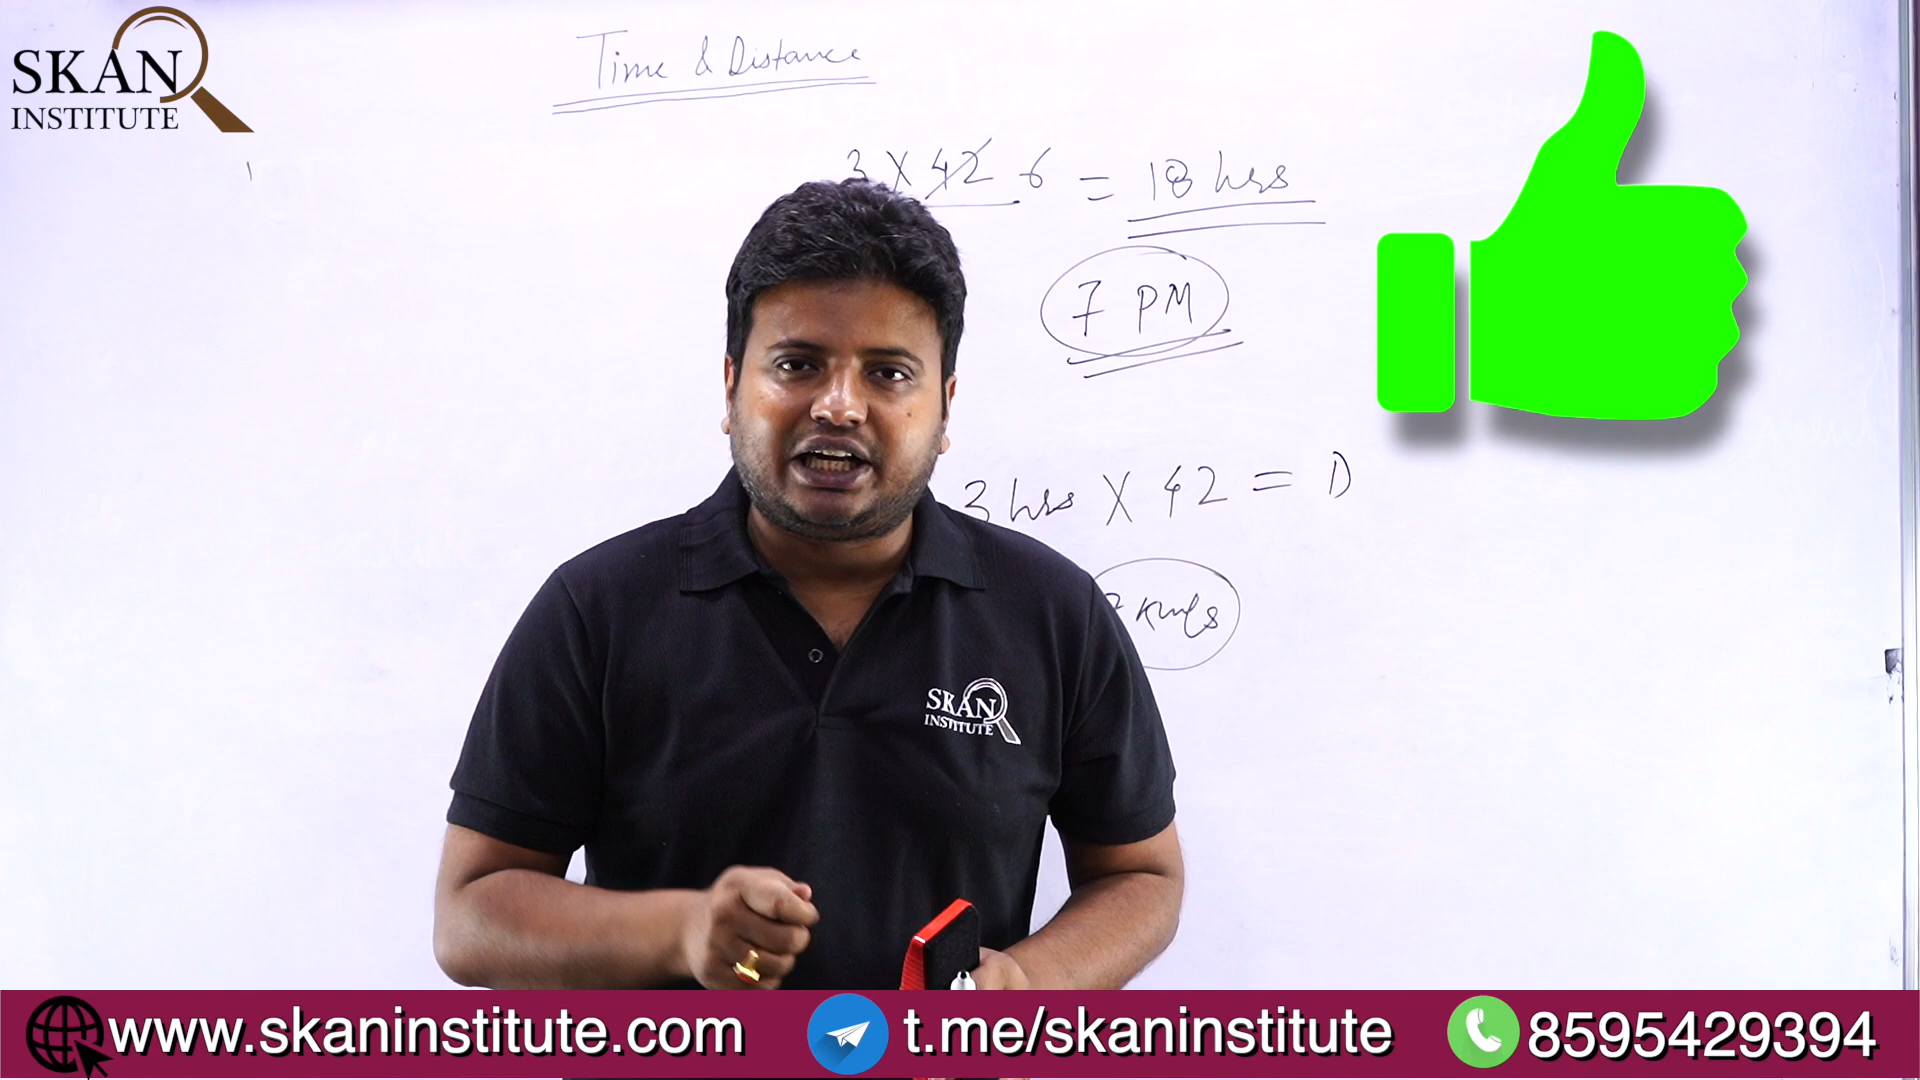 SKAN
INSTITUTE
Time & Distance
3 X 42 6 = 18 hrs
7 PM
3 hrs X 42 = D
SKAN
INSTITUTE
www.skaninstitute.com
t.me/skaninstitute
8595429394